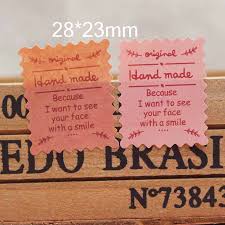 28*23mm
original
Hand made
Because
I want to see
your face
with a smile
original
Hand made
Because
I want to see
your face
with a smile
EDO BRASI
Nº73843